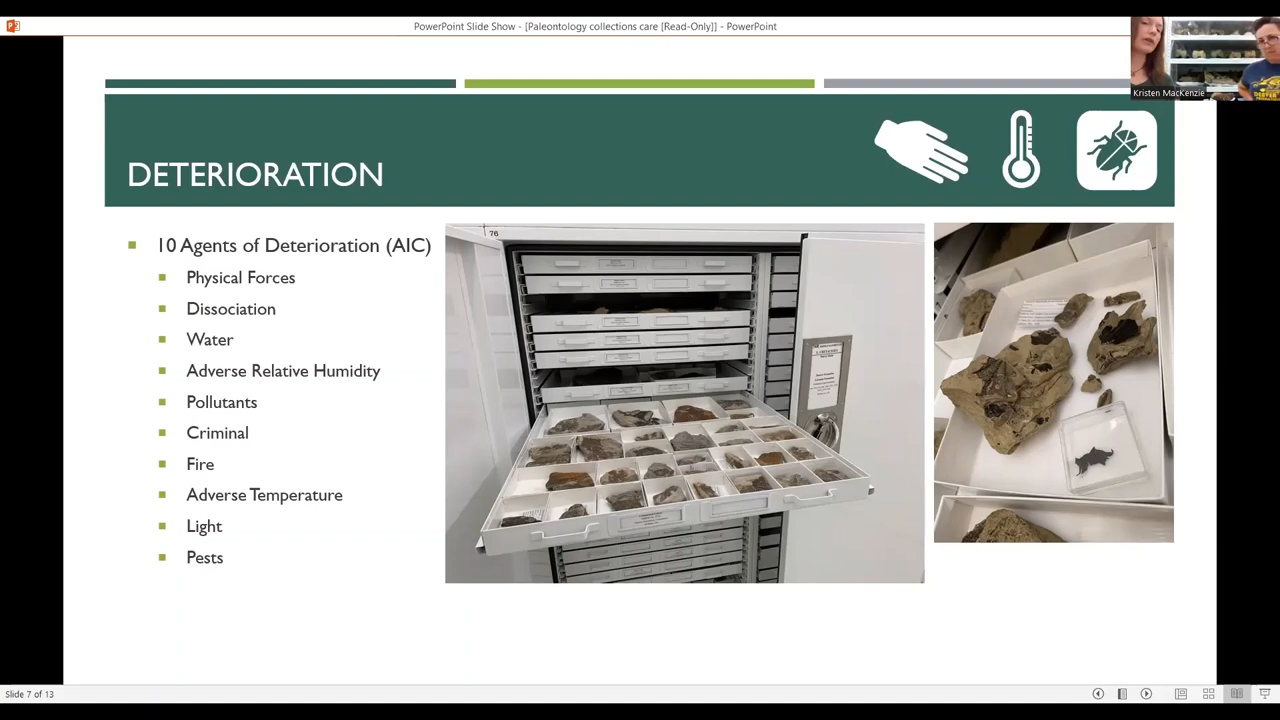 PowerPoint Slide Show - [Paleontology collections care [Read-Only]] - PowerPoint
Kristen MacKenzie
DETERIORATION
10 Agents of Deterioration (AIC)
Physical Forces
Dissociation
Water
Adverse Relative Humidity
Pollutants
Criminal
Fire
Adverse Temperature
Light
Pests
76
Slide 7 of 13